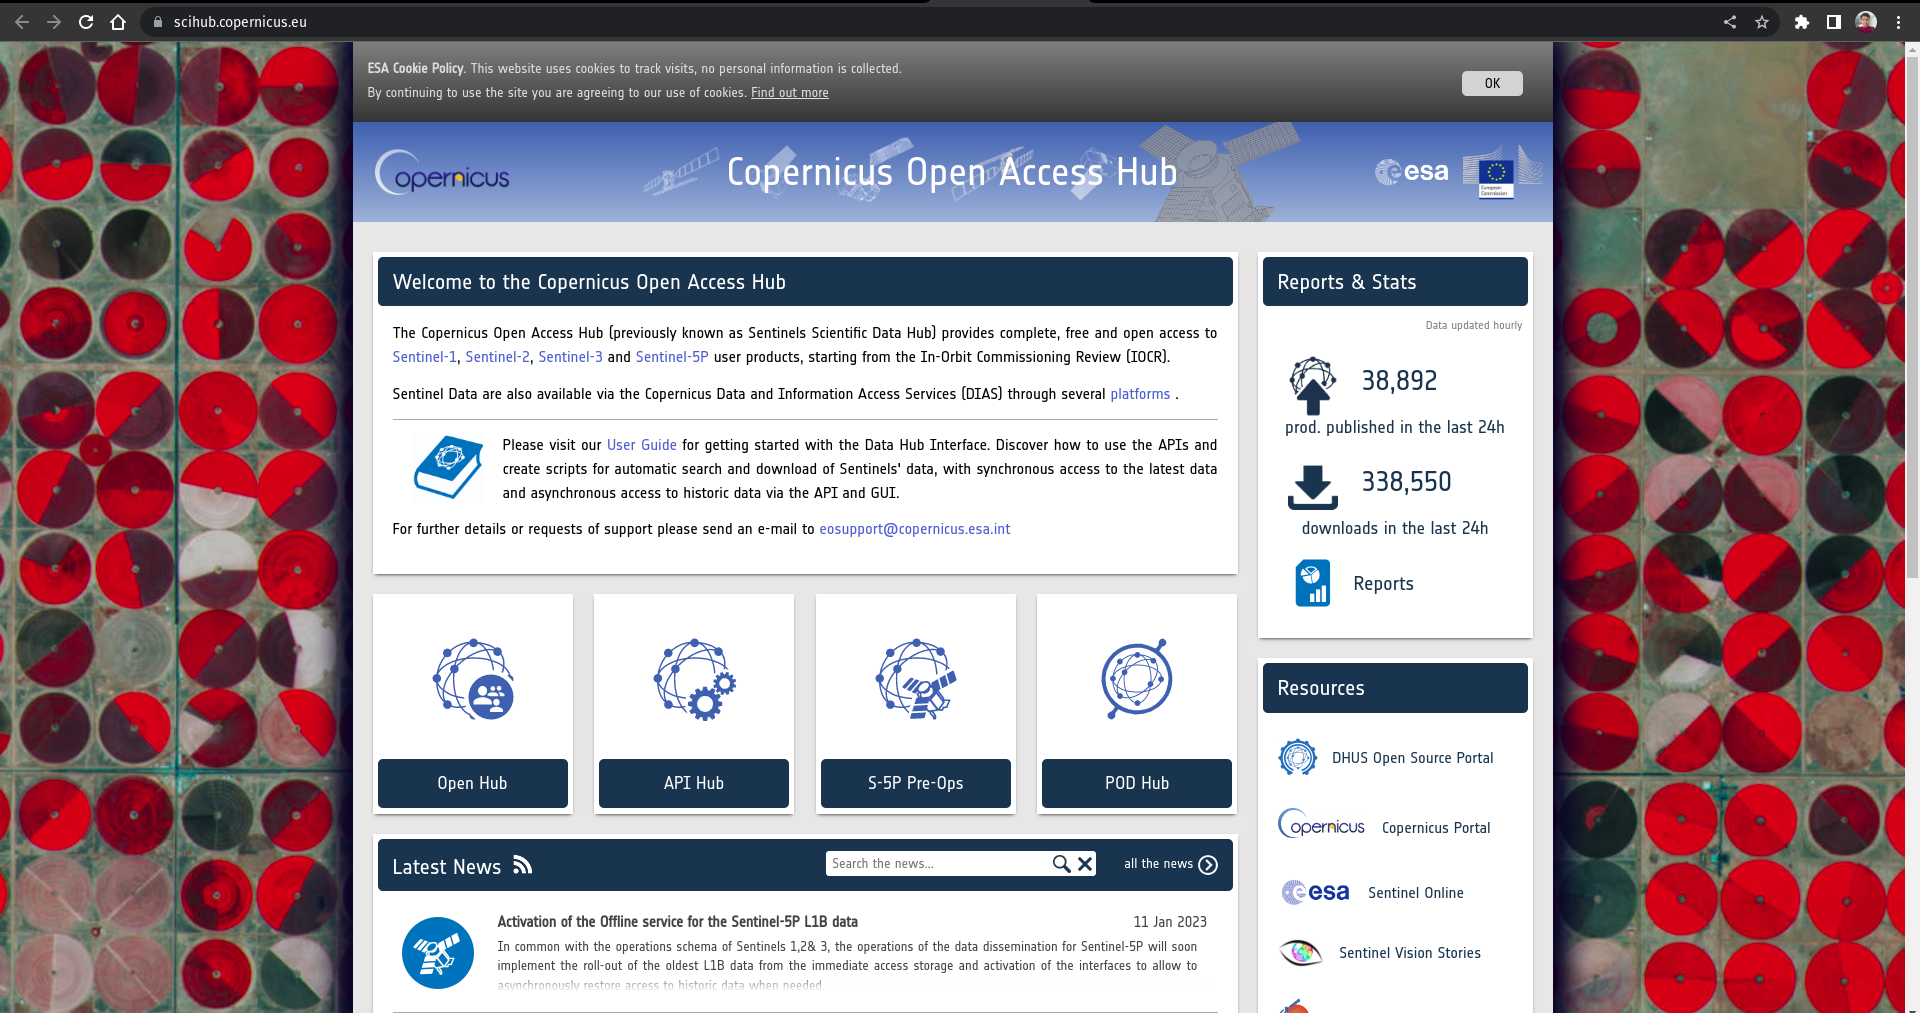 scihub.copernicus.eu
ESA Cookie Policy. This website uses cookies to track visits, no personal information is collected.
By continuing to use the site you are agreeing to our use of cookies. Find out more
OK
opernicus
Copernicus Open Access Hub
esa
European
Commission
Welcome to the Copernicus Open Access Hub
The Copernicus Open Access Hub (previously known as Sentinels Scientific Data Hub) provides complete, free and open access to
Sentinel-1, Sentinel-2, Sentinel-3 and Sentinel-5P user products, starting from the In-Orbit Commissioning Review (IOCR).
Sentinel Data are also available via the Copernicus Data and Information Access Services (DIAS) through several platforms .
Please visit our User Guide for getting started with the Data Hub Interface. Discover how to use the APIs and
create scripts for automatic search and download of Sentinels' data, with synchronous access to the latest data
and asynchronous access to historic data via the API and GUI.
For further details or requests of support please send an e-mail to eosupport@copernicus.esa.int
Open Hub
API Hub
S-5P Pre-Ops
POD Hub
Latest News
Search the news...
all the news
Activation of the Offline service for the Sentinel-5P L1B data
11 Jan 2023
In common with the operations schema of Sentinels 1,2& 3, the operations of the data dissemination for Sentinel-5P will soon
implement the roll-out of the oldest L1B data from the immediate access storage and activation of the interfaces to allow to
asynchronously restore access to historic data when needed.
Reports & Stats
Data updated hourly
38,892
prod. published in the last 24h
338,550
downloads in the last 24h
Reports
Resources
DHUS Open Source Portal
opernicus
Copernicus Portal
esa
Sentinel Online
Sentinel Vision Stories